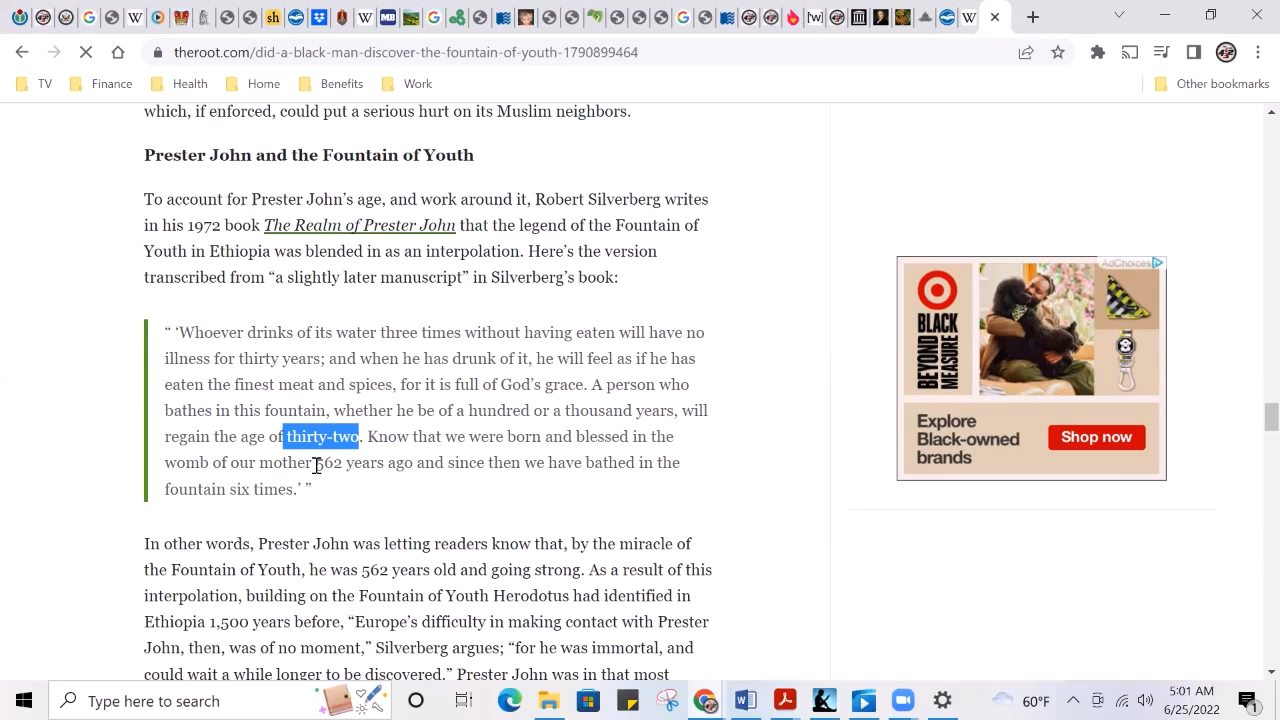 theroot.com/did-a-black-man-discover-the-fountain-of-youth-1790899464
TV
Finance
Health
Home
Benefits
Work
Other bookmarks
which, if enforced, could put a serious hurt on its Muslim neighbors.
Prester John and the Fountain of Youth
To account for Prester John’s age, and work around it, Robert Silverberg writes
in his 1972 book The Realm of Prester John that the legend of the Fountain of
Youth in Ethiopia was blended in as an interpolation. Here’s the version
transcribed from “a slightly later manuscript” in Silverberg’s book:
“ ‘Whoever drinks of its water three times without having eaten will have no
illness for thirty years; and when he has drunk of it, he will feel as if he has
eaten the finest meat and spices, for it is full of God’s grace. A person who
bathes in this fountain, whether he be of a hundred or a thousand years, will
regain the age of thirty-two. Know that we were born and blessed in the
womb of our mother 562 years ago and since then we have bathed in the
fountain six times.’ ”
In other words, Prester John was letting readers know that, by the miracle of
the Fountain of Youth, he was 562 years old and going strong. As a result of this
interpolation, building on the Fountain of Youth Herodotus had identified in
Ethiopia 1,500 years before, “Europe’s difficulty in making contact with Prester
John, then, was of no moment,” Silverberg argues; “for he was immortal, and
could wait a while longer to be discovered.” Prester John was in that most
AdChoices
BLACK
BEYOND
MEASURE
Explore
Black-owned
brands
Shop now
Type here to search
60°F
5:01 AM
6/25/2022
1